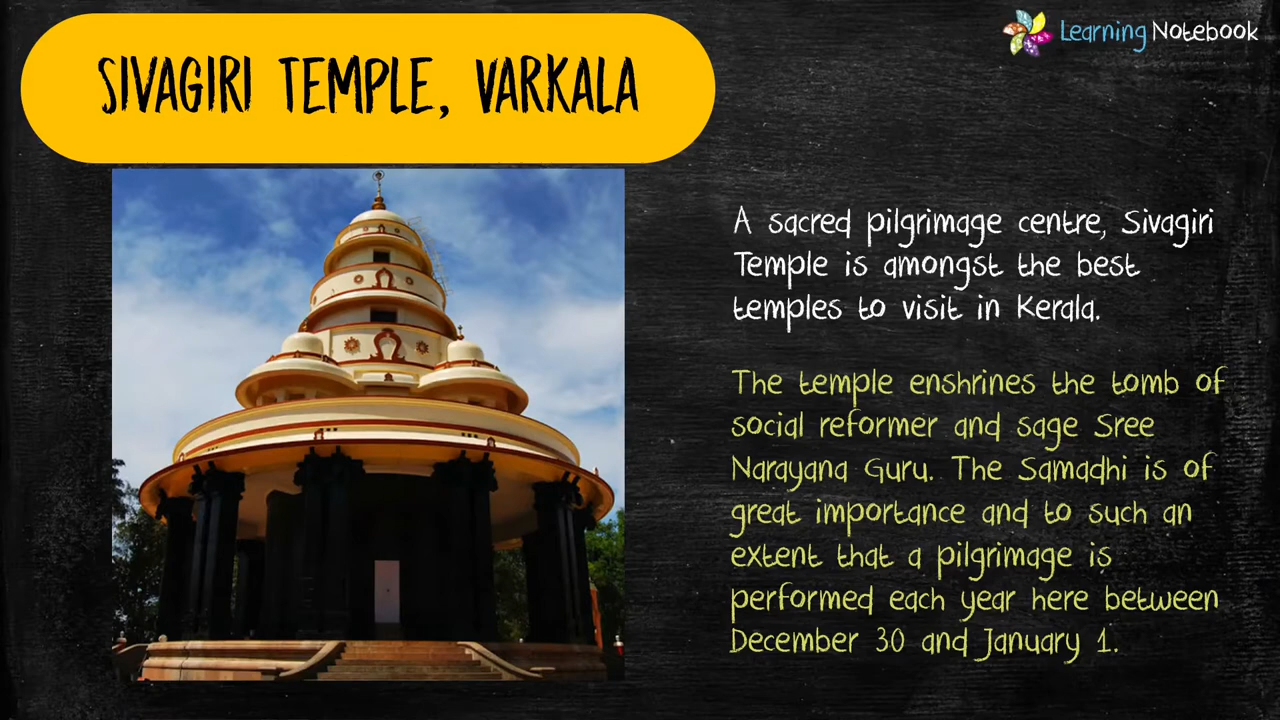 SIVAGIRI TEMPLE, VARKALA
Learning Notebook
A sacred pilgrimage centre, Sivagiri
Temple is amongst the best
temples to visit in Kerala.
The temple enshrines the tomb of
social reformer and sage Sree
Narayana Guru. The Samadhi is of
great importance and to such an
extent that a pilgrimage is
performed each year here between
December 30 and January 1.